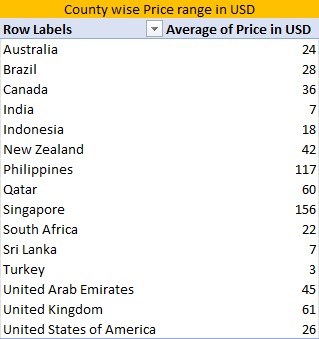 County wise Price range in USD
Row Labels Average of Price in USD
Australia 24
Brazil 28
Canada 36
India 7
Indonesia 18
New Zealand 42
Philippines 117
Qatar 60
Singapore 156
South Africa 22
Sri Lanka 7
Turkey 3
United Arab Emirates 45
United Kingdom 61
United States of America 26